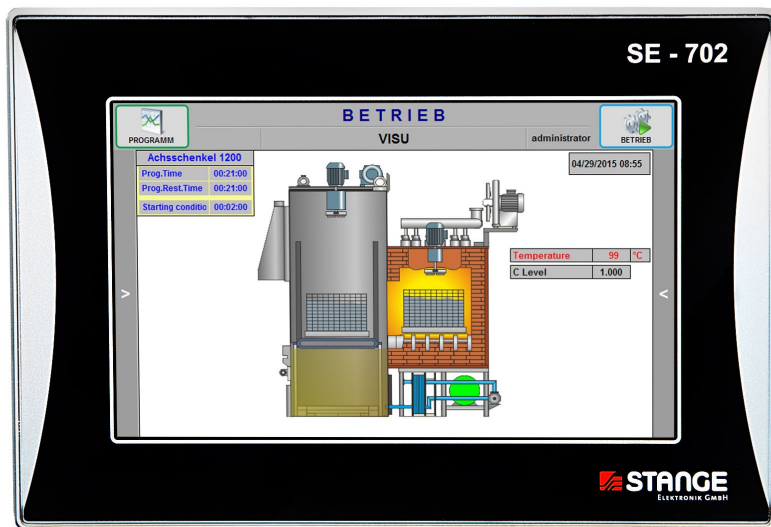 SE - 702
BETRIEB
PROGRAMM
VISU
administrator
BETRIEB
Achsschenkel 1200
Prog.Time 00:21:00
Prog.Rest.Time 00:21:00
Starting conditio 00:02:00
04/29/2015 08:55
Temperature 99 °C
C Level 1.000
>
<
STANGE
ELEKTRONIK GMBH